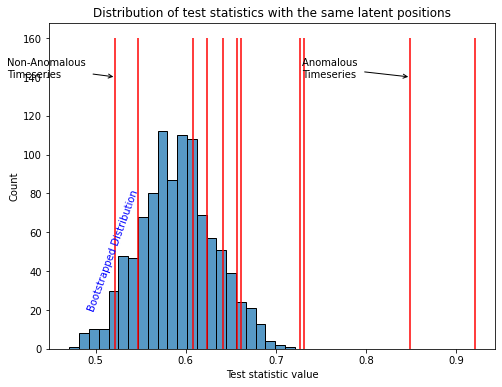 Distribution of test statistics with the same latent positions
160
Non-Anomalous
Timeseries
Anomalous
Timeseries
140
120
100
80
60
40
20
0
Count
Bootstrapped Distribution
0.5 0.6 0.7 0.8 0.9
Test statistic value